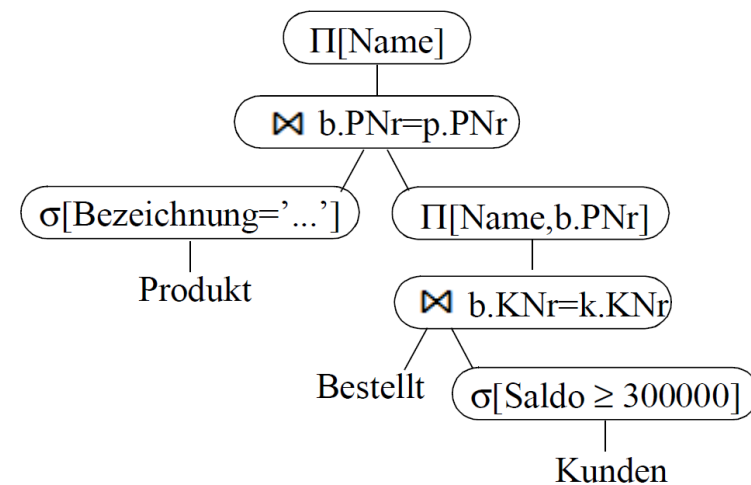 Π[Name]
⋈ b.PNr=p.PNr
σ[Bezeichnung='...']
Π[Name,b.PNr]
Produkt
⋈ b.KNr=k.KNr
Bestellt
σ[Saldo ≥ 300000]
Kunden